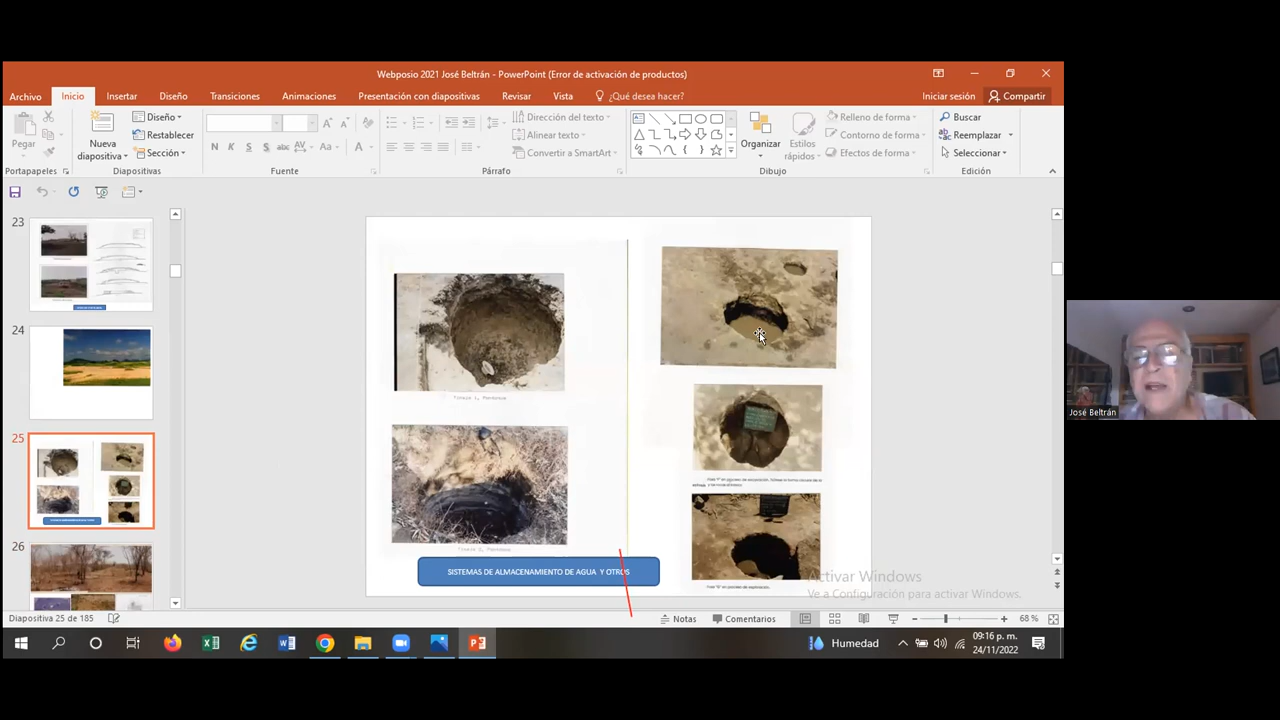 Webposio 2021 José Beltrán - PowerPoint (Error de activación de productos)
Archivo Inicio Insertar Diseño Transiciones Animaciones Presentación con diapositivas Revisar Vista ¿Qué desea hacer? Iniciar sesión Compartir
Pegar
Nueva diapositiva
Diseño
Restablecer
Sección
N K S S abc AV Aa A
Dirección del texto
Alinear texto
Convertir a SmartArt
Organizar
Estilos rápidos
Relleno de forma
Contorno de forma
Efectos de forma
Buscar
Reemplazar
Seleccionar
Portapapeles Diapositivas Fuente Párrafo Dibujo Edición
23
24
25
26
SISTEMAS DE ALMACENAMIENTO DE AGUA Y OTROS
Activar Windows
Ve a Configuración para activar Windows.
Diapositiva 25 de 185
Notas Comentarios 68 %
Humedad
09:16 p. m.
24/11/2022
José Beltrán